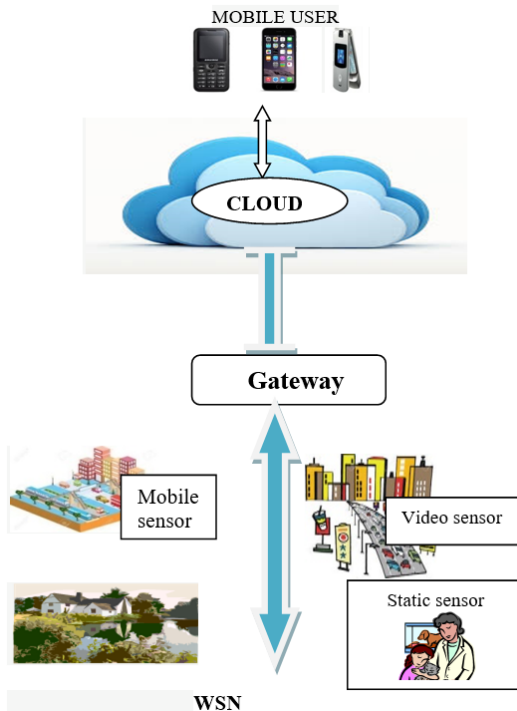 MOBILE USER
CLOUD
Gateway
Mobile
sensor
Video sensor
Static sensor
WSN